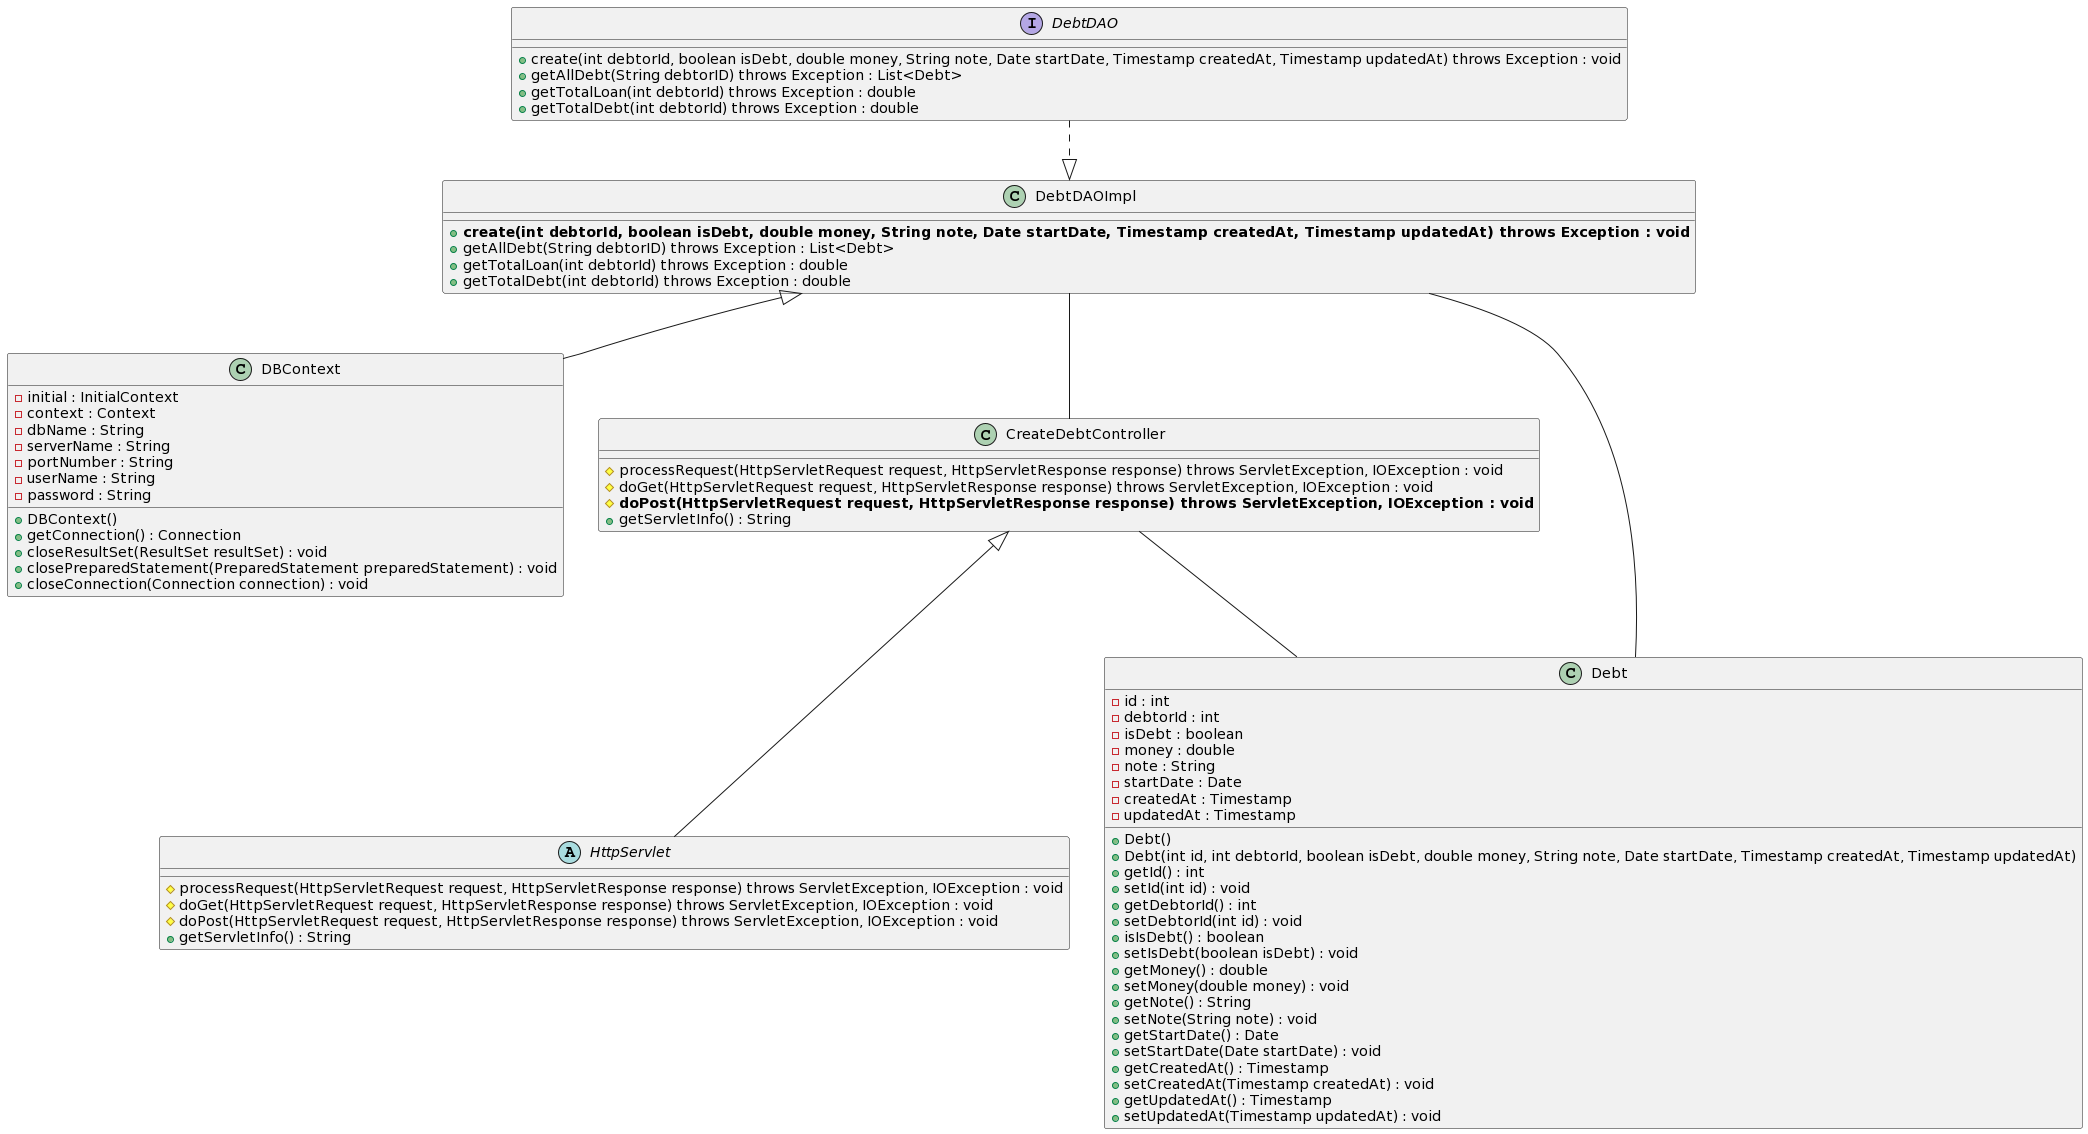 I DebtDAO
create(int debtorId, boolean isDebt, double money, String note, Date startDate, Timestamp createdAt, Timestamp updatedAt) throws Exception : void
getAllDebt(String debtorID) throws Exception : List<Debt>
getTotalLoan(int debtorId) throws Exception : double
getTotalDebt(int debtorId) throws Exception : double
C DebtDAOImpl
create(int debtorId, boolean isDebt, double money, String note, Date startDate, Timestamp createdAt, Timestamp updatedAt) throws Exception : void
getAllDebt(String debtorID) throws Exception : List<Debt>
getTotalLoan(int debtorId) throws Exception : double
getTotalDebt(int debtorId) throws Exception : double
C DBContext
initial : InitialContext
context : Context
dbName : String
serverName : String
portNumber : String
userName : String
password : String
DBContext()
getConnection() : Connection
closeResultSet(ResultSet resultSet) : void
closePreparedStatement(PreparedStatement preparedStatement) : void
closeConnection(Connection connection) : void
C CreateDebtController
processRequest(HttpServletRequest request, HttpServletResponse response) throws ServletException, IOException : void
doGet(HttpServletRequest request, HttpServletResponse response) throws ServletException, IOException : void
doPost(HttpServletRequest request, HttpServletResponse response) throws ServletException, IOException : void
getServletInfo() : String
A HttpServlet
processRequest(HttpServletRequest request, HttpServletResponse response) throws ServletException, IOException : void
doGet(HttpServletRequest request, HttpServletResponse response) throws ServletException, IOException : void
doPost(HttpServletRequest request, HttpServletResponse response) throws ServletException, IOException : void
getServletInfo() : String
C Debt
id : int
debtorId : int
isDebt : boolean
money : double
note : String
startDate : Date
createdAt : Timestamp
updatedAt : Timestamp
Debt()
Debt(int id, int debtorId, boolean isDebt, double money, String note, Date startDate, Timestamp createdAt, Timestamp updatedAt)
getId() : int
setId(int id) : void
getDebtorId() : int
setDebtorId(int id) : void
isIsDebt() : boolean
setIsDebt(boolean isDebt) : void
getMoney() : double
setMoney(double money) : void
getNote() : String
setNote(String note) : void
getStartDate() : Date
setStartDate(Date startDate) : void
getCreatedAt() : Timestamp
setCreatedAt(Timestamp createdAt) : void
getUpdatedAt() : Timestamp
setUpdatedAt(Timestamp updatedAt) : void